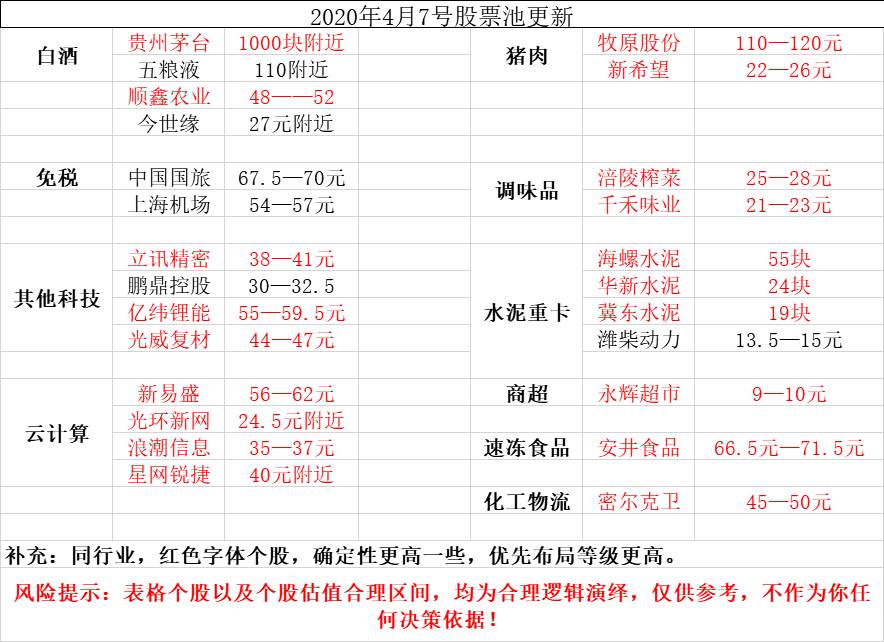 2020年4月7号股票池更新
白酒 贵州茅台 1000块附近 猪肉 牧原股份 110—120元
五粮液 110附近 新希望 22—26元
顺鑫农业 48——52
今世缘 27元附近
免税 中国国旅 67.5—70元 调味品 涪陵榨菜 25—28元
上海机场 54—57元 千禾味业 21—23元
其他科技 立讯精密 38—41元 水泥重卡 海螺水泥 55块
鹏鼎控股 30—32.5 华新水泥 24块
亿纬锂能 55—59.5元 冀东水泥 19块
光威复材 44—47元 潍柴动力 13.5—15元
云计算 新易盛 56—62元 商超 永辉超市 9—10元
光环新网 24.5元附近
浪潮信息 35—37元 速冻食品 安井食品 66.5元—71.5元
星网锐捷 40元附近
化工物流 密尔克卫 45—50元
补充：同行业，红色字体个股，确定性更高一些，优先布局等级更高。
风险提示：表格个股以及个股估值合理区间，均为合理逻辑演绎，仅供参考，不作为你任
何决策依据！